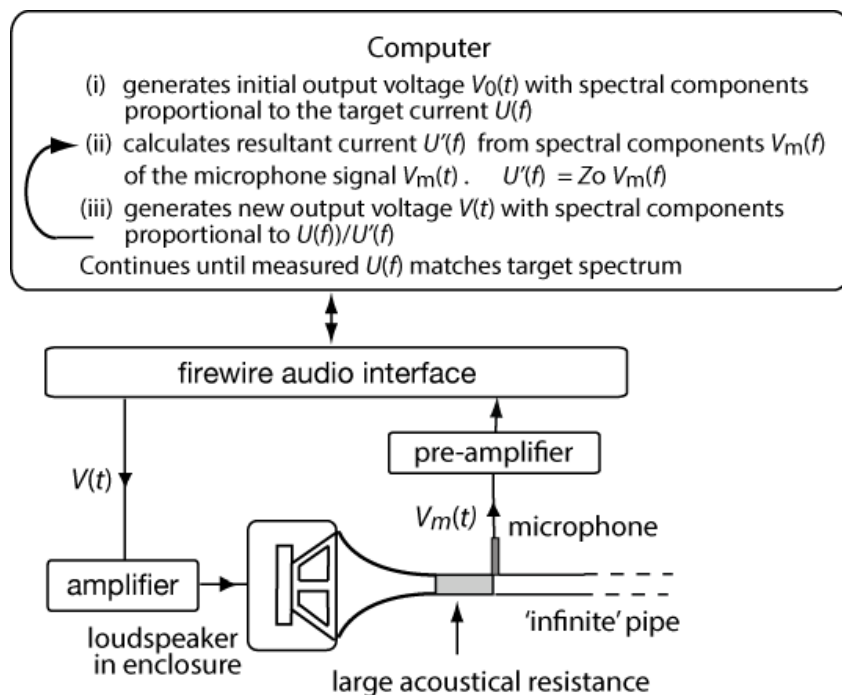 Computer
(i) generates initial output voltage V0(t) with spectral components
proportional to the target current U(f)
(ii) calculates resultant current U'(f) from spectral components Vm(f)
of the microphone signal Vm(t). U'(f) = Zo Vm(f)
(iii) generates new output voltage V(t) with spectral components
proportional to U(f))/U'(f)
Continues until measured U(f) matches target spectrum
firewire audio interface
pre-amplifier
V(t)
Vm(t)
microphone
amplifier
'infinite' pipe
loudspeaker
in enclosure
large acoustical resistance